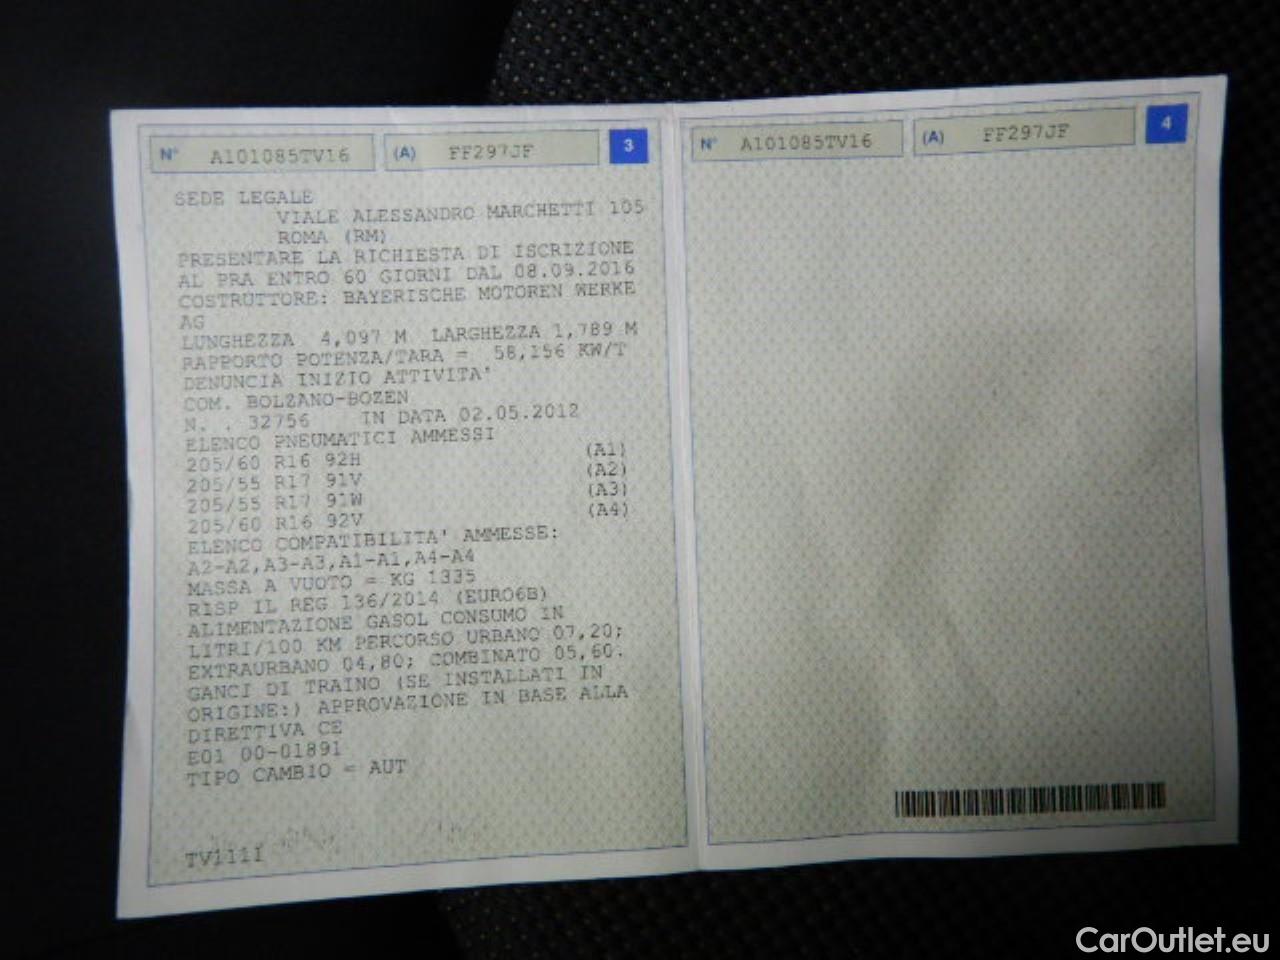 N° A101085TV16 (A) FF297JF 3
SEDE LEGALE
VIALE ALESSANDRO MARCHETTI 105
ROMA (RM)
PRESENTARE LA RICHIESTA DI ISCRIZIONE
AL PRA ENTRO 60 GIORNI DAL 08.09.2016
COSTRUTTORE: BAYERISCHE MOTOREN WERKE
AG
LUNGHEZZA 4,097 M LARGHEZZA 1,789 M
RAPPORTO POTENZA/TARA = 58,156 KW/T
DENUNCIA INIZIO ATTIVITA'
COM. BOLZANO-BOZEN
N. . 32756 IN DATA 02.05.2012
ELENCO PNEUMATICI AMMESSI
205/60 R16 92H (A1)
205/55 R17 91V (A2)
205/55 R17 91W (A3)
205/60 R16 92V (A4)
ELENCO COMPATIBILITA' AMMESSE:
A2-A2,A3-A3,A1-A1,A4-A4
MASSA A VUOTO = KG 1335
RISP IL REG 136/2014 (EURO6B)
ALIMENTAZIONE GASOL CONSUMO IN
LITRI/100 KM PERCORSO URBANO 07,20;
EXTRAURBANO 04,80; COMBINATO 05,60.
GANCI DI TRAINO (SE INSTALLATI IN
ORIGINE:) APPROVAZIONE IN BASE ALLA
DIRETTIVA CE
E01 00-01891
TIPO CAMBIO = AUT
TV1111
N° A101085TV16 (A) FF297JF 4
CarOutlet.eu